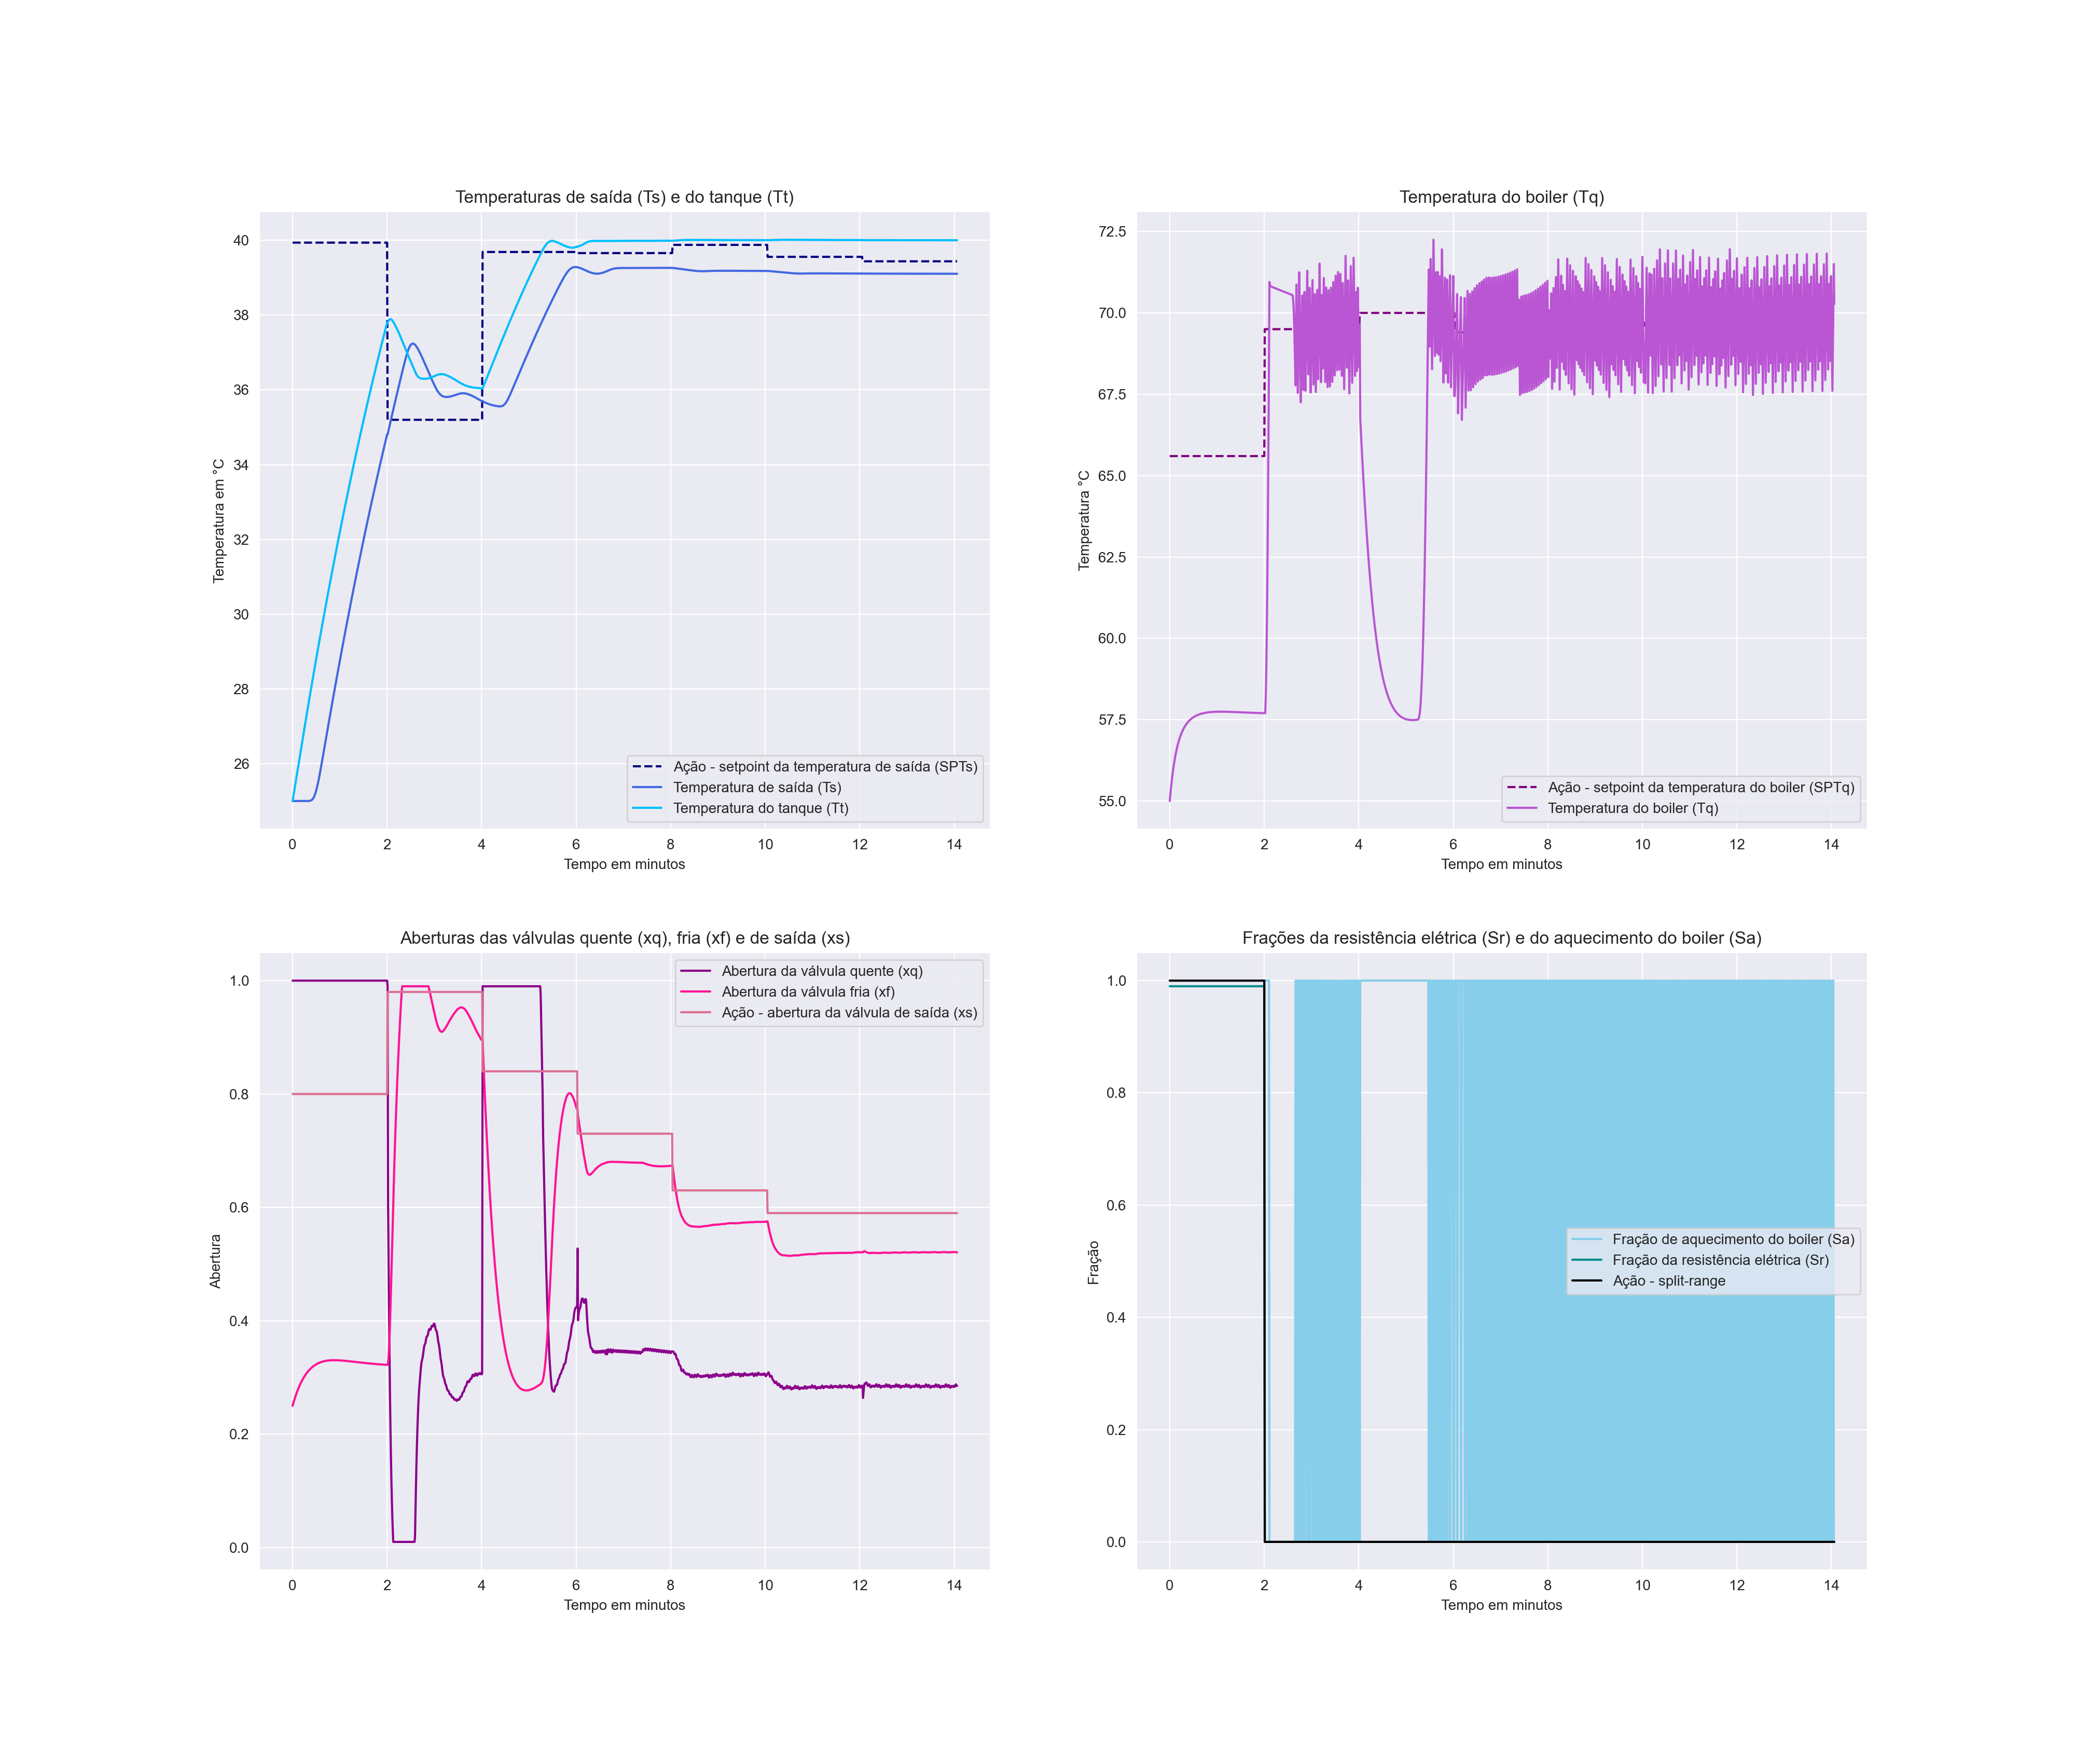 Temperaturas de saída (Ts) e do tanque (Tt)
40
38
36
34
32
30
28
26
Temperatura em °C
Ação - setpoint da temperatura de saída (SPTs)
Temperatura de saída (Ts)
Temperatura do tanque (Tt)
0 2 4 6 8 10 12 14
Tempo em minutos
Temperatura do boiler (Tq)
72.5
70.0
67.5
65.0
62.5
60.0
57.5
55.0
Temperatura °C
Ação - setpoint da temperatura do boiler (SPTq)
Temperatura do boiler (Tq)
0 2 4 6 8 10 12 14
Tempo em minutos
Aberturas das válvulas quente (xq), fria (xf) e de saída (xs)
1.0
0.8
0.6
0.4
0.2
0.0
Abertura
Abertura da válvula quente (xq)
Abertura da válvula fria (xf)
Ação - abertura da válvula de saída (xs)
0 2 4 6 8 10 12 14
Tempo em minutos
Frações da resistência elétrica (Sr) e do aquecimento do boiler (Sa)
1.0
0.8
0.6
0.4
0.2
0.0
Fração
Fração de aquecimento do boiler (Sa)
Fração da resistência elétrica (Sr)
Ação - split-range
0 2 4 6 8 10 12 14
Tempo em minutos